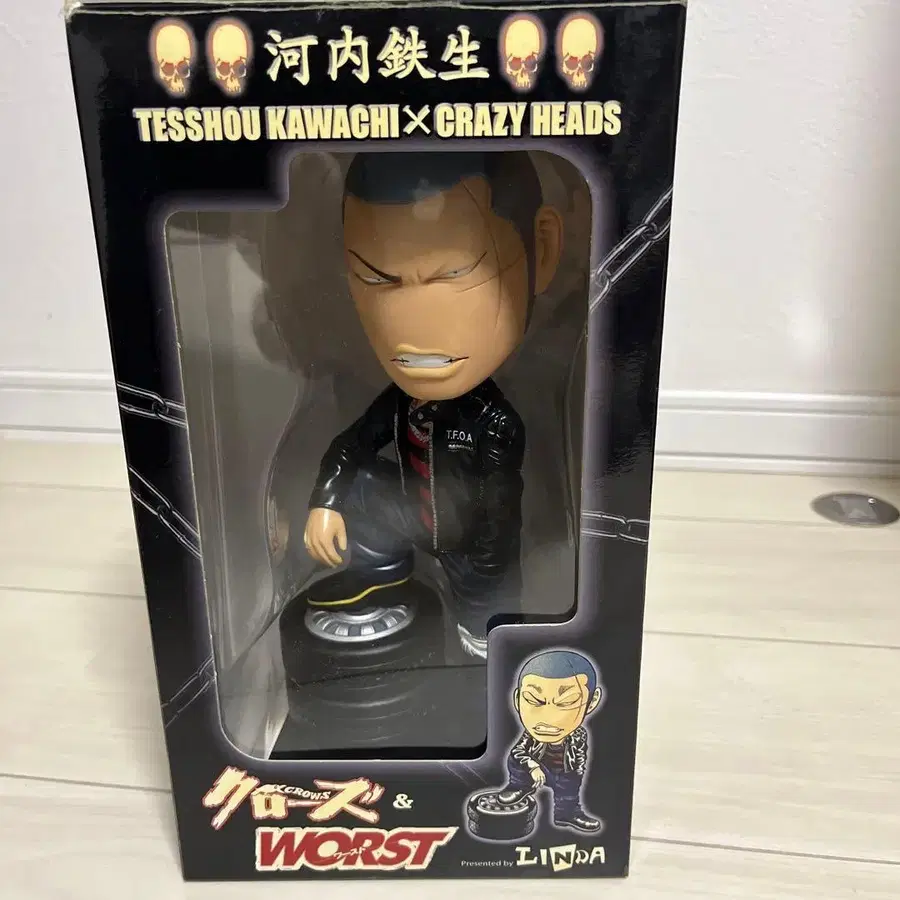 河内鉄生
TESSHOU KAWACHI×CRAZY HEADS
T.F.O.A
クローズ &
CROWS
WORST
ワースト
Presented by LINDA